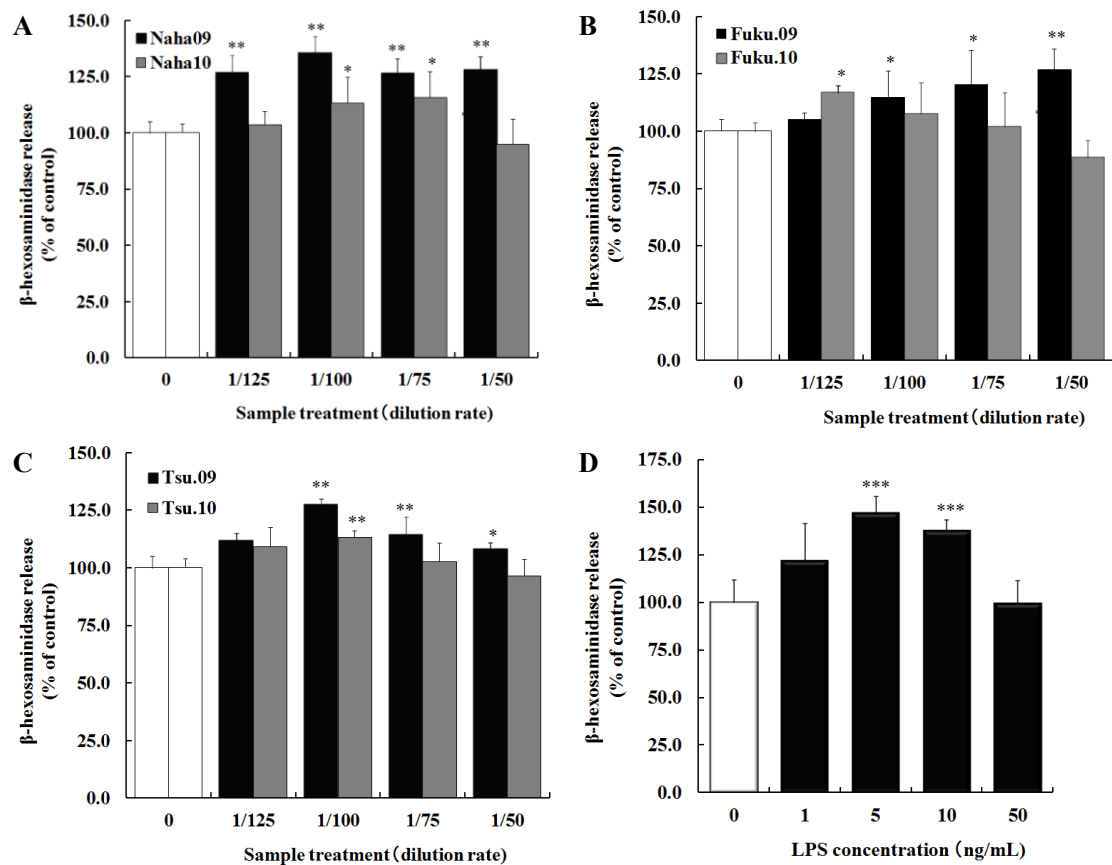 A
Naha09
Naha10
β-hexosaminidase release
(% of control)
150.0
125.0
100.0
75.0
50.0
25.0
0.0
** ** ** **
* *
0 1/125 1/100 1/75 1/50
Sample treatment (dilution rate)
B
Fuku.09
Fuku.10
β-hexosaminidase release
(% of control)
150.0
125.0
100.0
75.0
50.0
25.0
0.0
* * * **
0 1/125 1/100 1/75 1/50
Sample treatment (dilution rate)
C
Tsu.09
Tsu.10
β-hexosaminidase release
(% of control)
150.0
125.0
100.0
75.0
50.0
25.0
0.0
** ** ** *
0 1/125 1/100 1/75 1/50
Sample treatment (dilution rate)
D
β-hexosaminidase release
(% of control)
175.0
150.0
125.0
100.0
75.0
50.0
25.0
0.0
*** ***
0 1 5 10 50
LPS concentration (ng/mL)